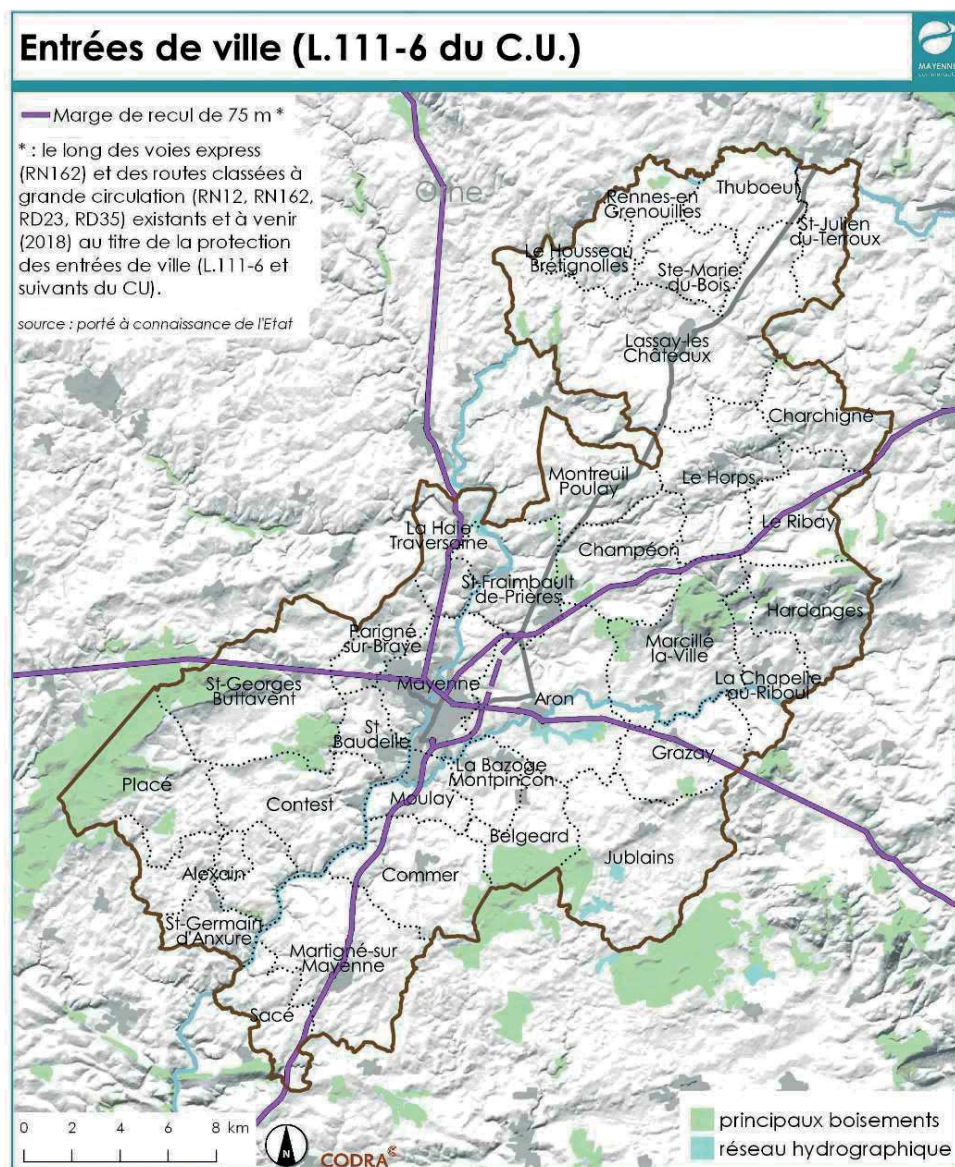 Entrées de ville (L.111-6 du C.U.)
MAYENNE
Marge de recul de 75 m *
* : le long des voies express
(RN162) et des routes classées à
grande circulation (RN12, RN162,
RD23, RD35) existants et à venir
(2018) au titre de la protection
des entrées de ville (L.111-6 et
suivants du CU).
source : porté à connaissance de l'Etat
Orne
Thuboeuf
Rennes-en
Grenouilles
St-Julien
du-Terroux
Le Housseau
Brétignolles
Ste-Marie
du-Bois
Lassay-les
Châteaux
Charchigné
Montreuil
Poulay
Le Horps
Le Ribay
La Haie
Traversaine
Champéon
St-Fraimbault
de-Prières
Hardanges
Parigné
sur-Braye
Marcillé
la-Ville
St-Georges
Buttavent
Mayenne
Aron
La Chapelle
au-Riboul
St
Baudelle
Grazay
La Bazoge
Montpinçon
Placé
Contest
Moulay
Belgeard
Jublains
Alexain
Commer
St-Germain
d'Anxure
Martigné-sur
Mayenne
Sacé
0 2 4 6 8 km
N
CODRA
principaux boisements
réseau hydrographique